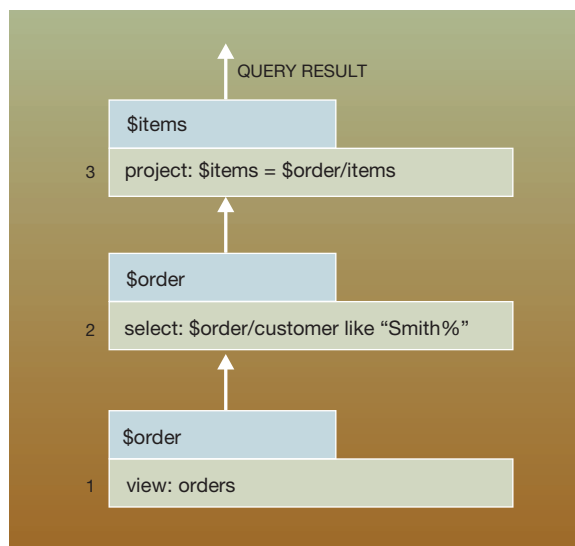 QUERY RESULT
$items
3 project: $items = $order/items
$order
2 select: $order/customer like “Smith%”
$order
1 view: orders